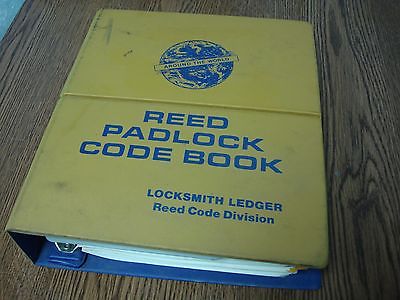 AROUND THE WORLD
REED
PADLOCK
CODE BOOK
LOCKSMITH LEDGER
Reed Code Division